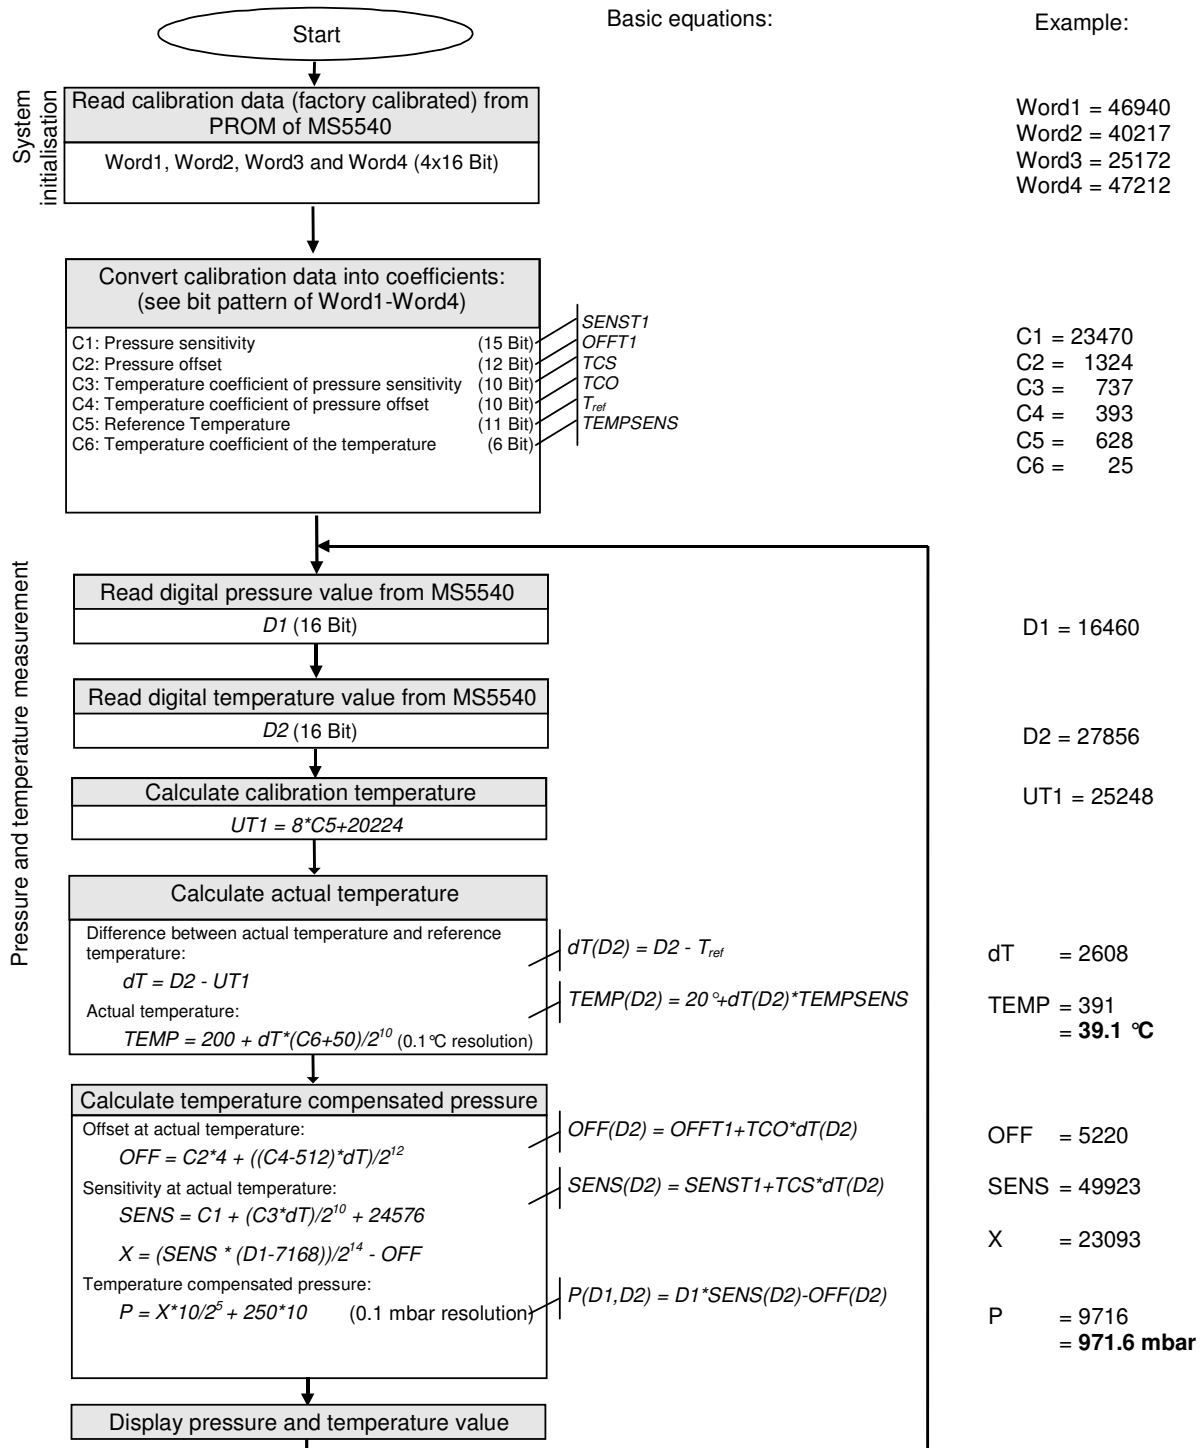 Start
Basic equations:
Example:
System
initialisation
Read calibration data (factory calibrated) from
PROM of MS5540
Word1, Word2, Word3 and Word4 (4x16 Bit)
Word1 = 46940
Word2 = 40217
Word3 = 25172
Word4 = 47212
Convert calibration data into coefficients:
(see bit pattern of Word1-Word4)
C1: Pressure sensitivity (15 Bit)
C2: Pressure offset (12 Bit)
C3: Temperature coefficient of pressure sensitivity (10 Bit)
C4: Temperature coefficient of pressure offset (10 Bit)
C5: Reference Temperature (11 Bit)
C6: Temperature coefficient of the temperature (6 Bit)
SENST1
OFFT1
TCS
TCO
Tref
TEMPSENS
C1 = 23470
C2 = 1324
C3 = 737
C4 = 393
C5 = 628
C6 = 25
Pressure and temperature measurement
Read digital pressure value from MS5540
D1 (16 Bit)
D1 = 16460
Read digital temperature value from MS5540
D2 (16 Bit)
D2 = 27856
Calculate calibration temperature
UT1 = 8*C5+20224
UT1 = 25248
Calculate actual temperature
Difference between actual temperature and reference
temperature:
dT = D2 - UT1
Actual temperature:
TEMP = 200 + dT*(C6+50)/2^10 (0.1°C resolution)
dT(D2) = D2 - Tref
TEMP(D2) = 20°+dT(D2)*TEMPSENS
dT = 2608
TEMP = 391
= 39.1 °C
Calculate temperature compensated pressure
Offset at actual temperature:
OFF = C2*4 + ((C4-512)*dT)/2^12
Sensitivity at actual temperature:
SENS = C1 + (C3*dT)/2^10 + 24576
X = (SENS * (D1-7168))/2^14 - OFF
Temperature compensated pressure:
P = X*10/2^5 + 250*10 (0.1 mbar resolution)
OFF(D2) = OFFT1+TCO*dT(D2)
SENS(D2) = SENST1+TCS*dT(D2)
P(D1,D2) = D1*SENS(D2)-OFF(D2)
OFF = 5220
SENS = 49923
X = 23093
P = 9716
= 971.6 mbar
Display pressure and temperature value